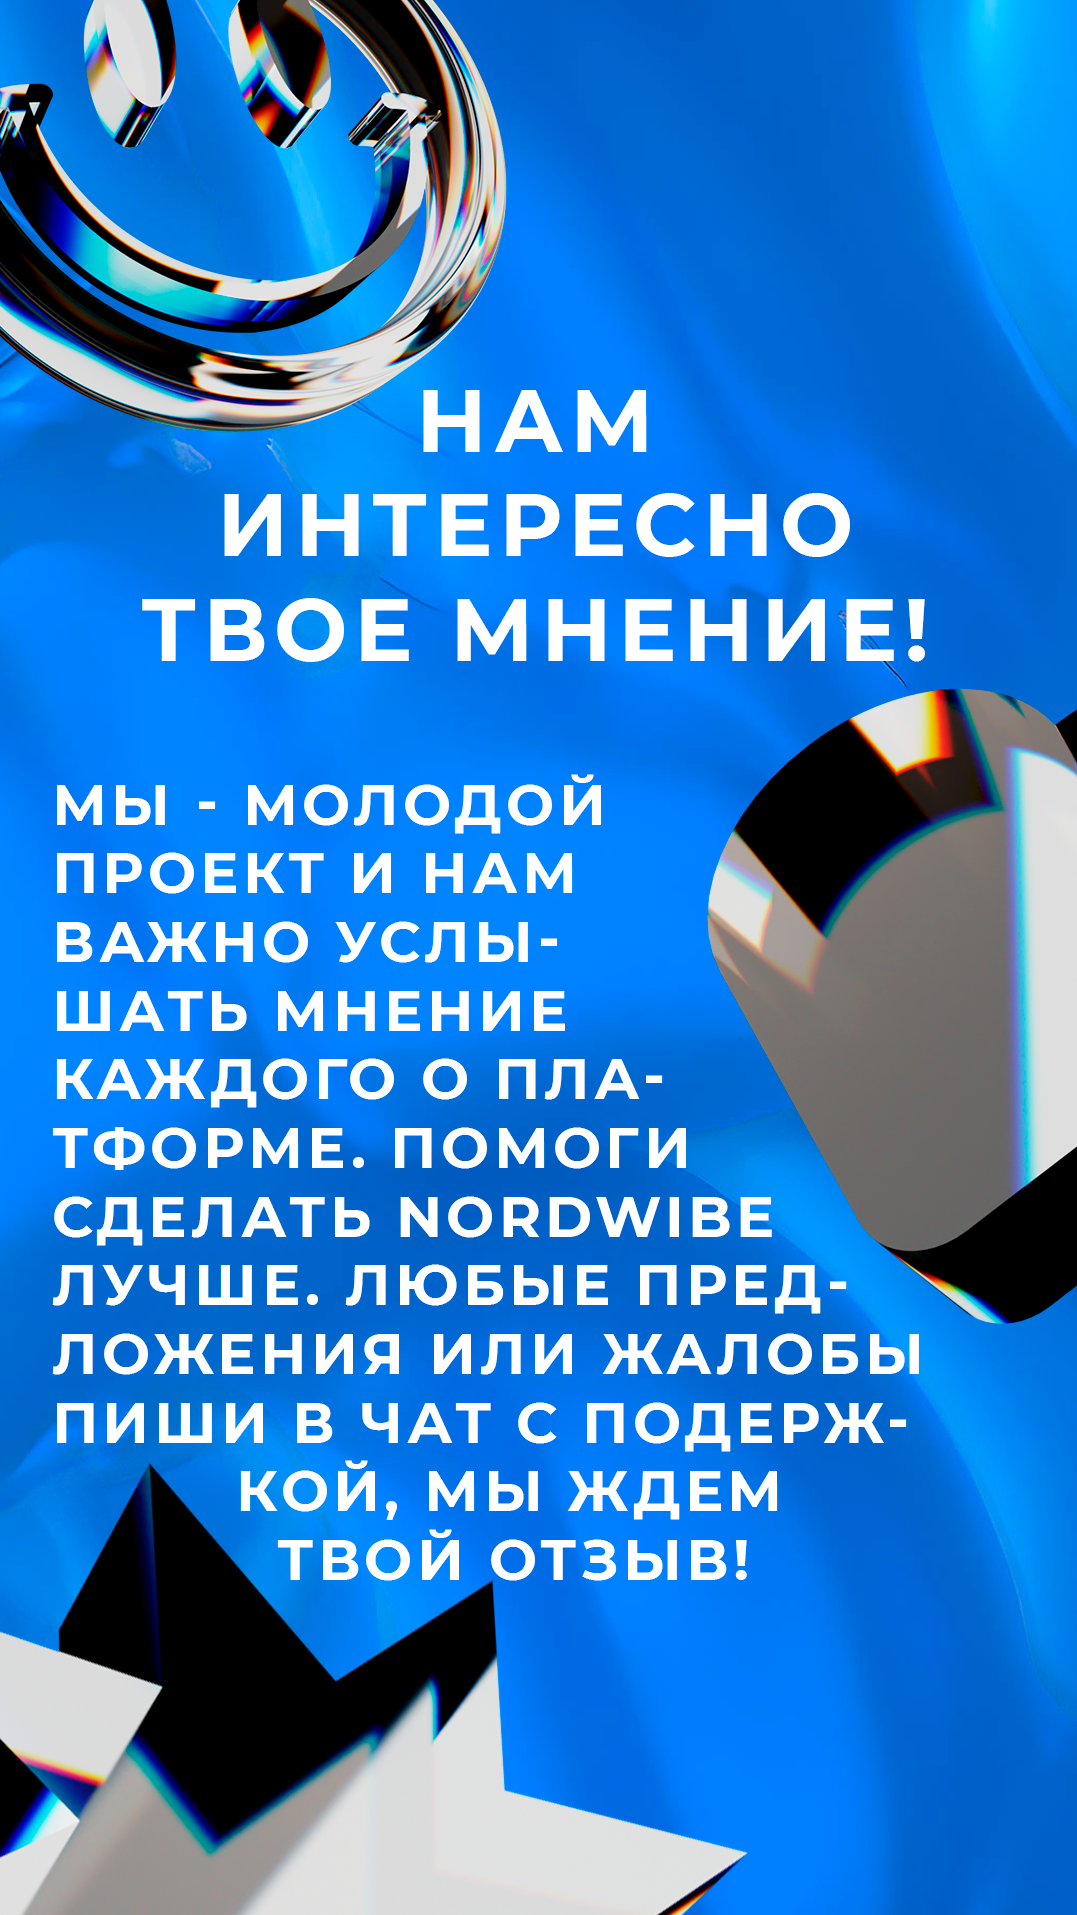 НАМ
ИНТЕРЕСНО
ТВОЕ МНЕНИЕ!
МЫ - МОЛОДОЙ
ПРОЕКТ И НАМ
ВАЖНО УСЛЫ-
ШАТЬ МНЕНИЕ
КАЖДОГО О ПЛА-
ТФОРМЕ. ПОМОГИ
СДЕЛАТЬ NORDWIBE
ЛУЧШЕ. ЛЮБЫЕ ПРЕД-
ЛОЖЕНИЯ ИЛИ ЖАЛОБЫ
ПИШИ В ЧАТ С ПОДЕРЖ-
КОЙ, МЫ ЖДЕМ
ТВОЙ ОТЗЫВ!